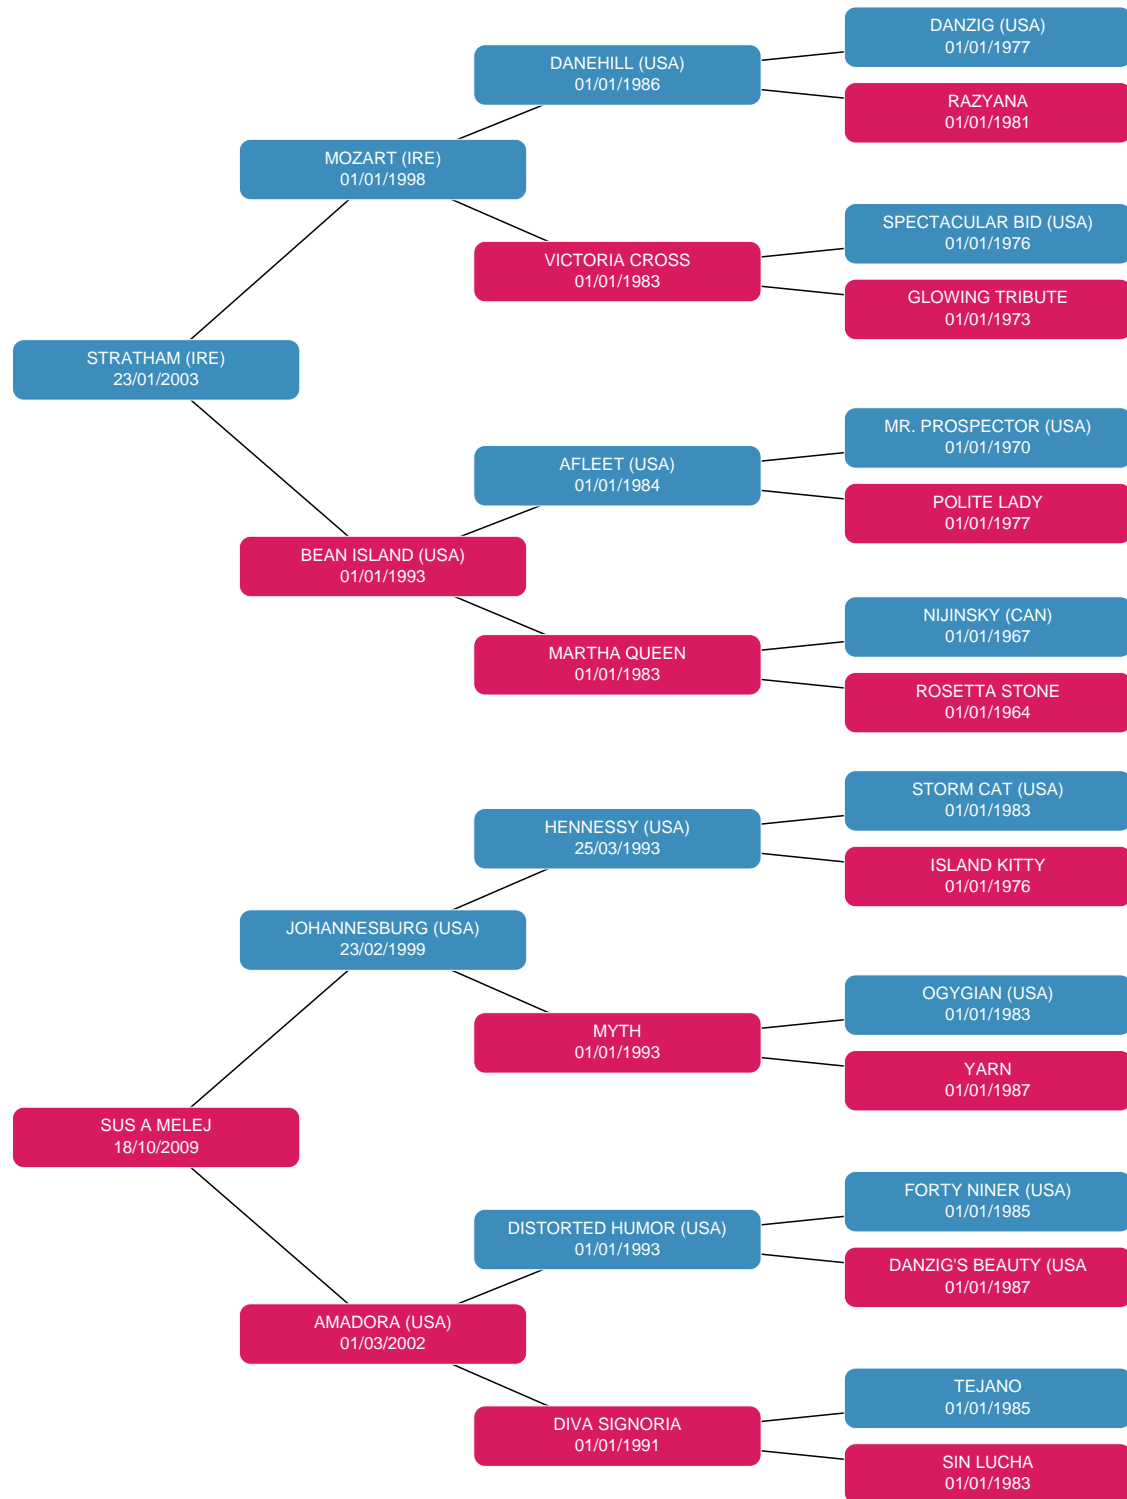 DANZIG (USA)
01/01/1977
DANEHILL (USA)
01/01/1986
RAZYANA
01/01/1981
MOZART (IRE)
01/01/1998
SPECTACULAR BID (USA)
01/01/1976
VICTORIA CROSS
01/01/1983
GLOWING TRIBUTE
01/01/1973
STRATHAM (IRE)
23/01/2003
MR. PROSPECTOR (USA)
01/01/1970
AFLEET (USA)
01/01/1984
POLITE LADY
01/01/1977
BEAN ISLAND (USA)
01/01/1993
NIJINSKY (CAN)
01/01/1967
MARTHA QUEEN
01/01/1983
ROSETTA STONE
01/01/1964
STORM CAT (USA)
01/01/1983
HENNESSY (USA)
25/03/1993
ISLAND KITTY
01/01/1976
JOHANNESBURG (USA)
23/02/1999
OGYGIAN (USA)
01/01/1983
MYTH
01/01/1993
YARN
01/01/1987
SUS A MELEJ
18/10/2009
FORTY NINER (USA)
01/01/1985
DISTORTED HUMOR (USA)
01/01/1993
DANZIG'S BEAUTY (USA
01/01/1987
AMADORA (USA)
01/03/2002
TEJANO
01/01/1985
DIVA SIGNORIA
01/01/1991
SIN LUCHA
01/01/1983